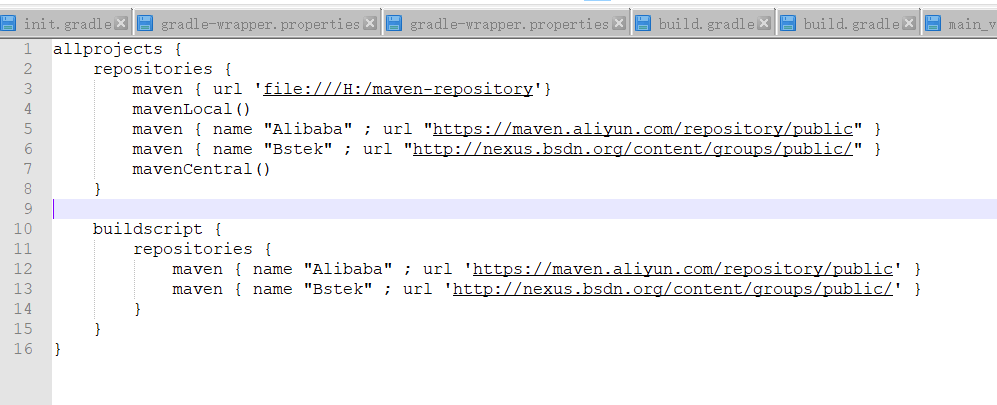 init.gradle gradle-wrapper.properties gradle-wrapper.properties build.gradle build.gradle main_v
1 allprojects {
2 repositories {
3 maven { url 'file:///H:/maven-repository'}
4 mavenLocal()
5 maven { name "Alibaba" ; url "https://maven.aliyun.com/repository/public" }
6 maven { name "Bstek" ; url "http://nexus.bsdn.org/content/groups/public/" }
7 mavenCentral()
8 }
9
10 buildscript {
11 repositories {
12 maven { name "Alibaba" ; url 'https://maven.aliyun.com/repository/public' }
13 maven { name "Bstek" ; url 'http://nexus.bsdn.org/content/groups/public/' }
14 }
15 }
16 }